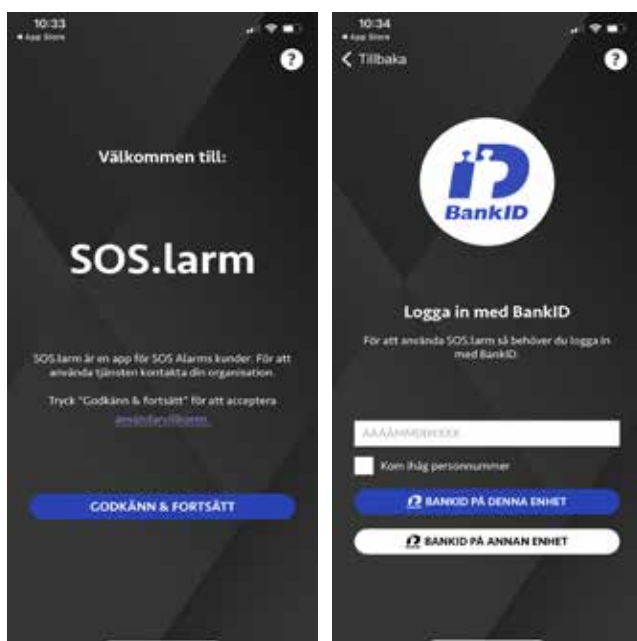 10:33
App Store
?
Välkommen till:
SOS.larm
SOS.larm är en app för SOS Alarms kunder. För att
använda tjänsten kontakta din organisation.
Tryck "Godkänn & fortsätt" för att acceptera
användarvillkoren.
GODKÄNN & FORTSÄTT
10:34
App Store
Tillbaka
?
BankID
Logga in med BankID
För att använda SOS.larm så behöver du logga in
med BankID.
ÅÅÅÅMMDDXXXX
Kom ihåg personnummer
BANKID PÅ DENNA ENHET
BANKID PÅ ANNAN ENHET